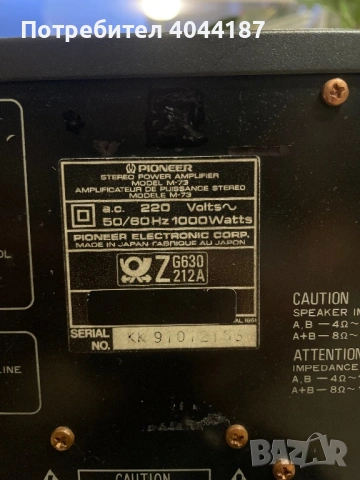 Потребител 4044187
PIONEER
STEREO POWER AMPLIFIER
MODEL M-73
AMPLIFICATEUR DE PUISSANCE STEREO
MODELE M-73
a.c. 220 Volts~
50/60Hz 1000Watts
PIONEER ELECTRONIC CORP.
MADE IN JAPAN FABRIQUE AU JAPON
Z G630
212A
SERIAL
NO.
CAUTION
SPEAKER IM
A, B — 4Ω ~
A+B — 8Ω ~
ATTENTION
IMPEDANCE
A, B — 4Ω ~
A+B — 8Ω ~
OL
LINE
CAUTION
BAZAR